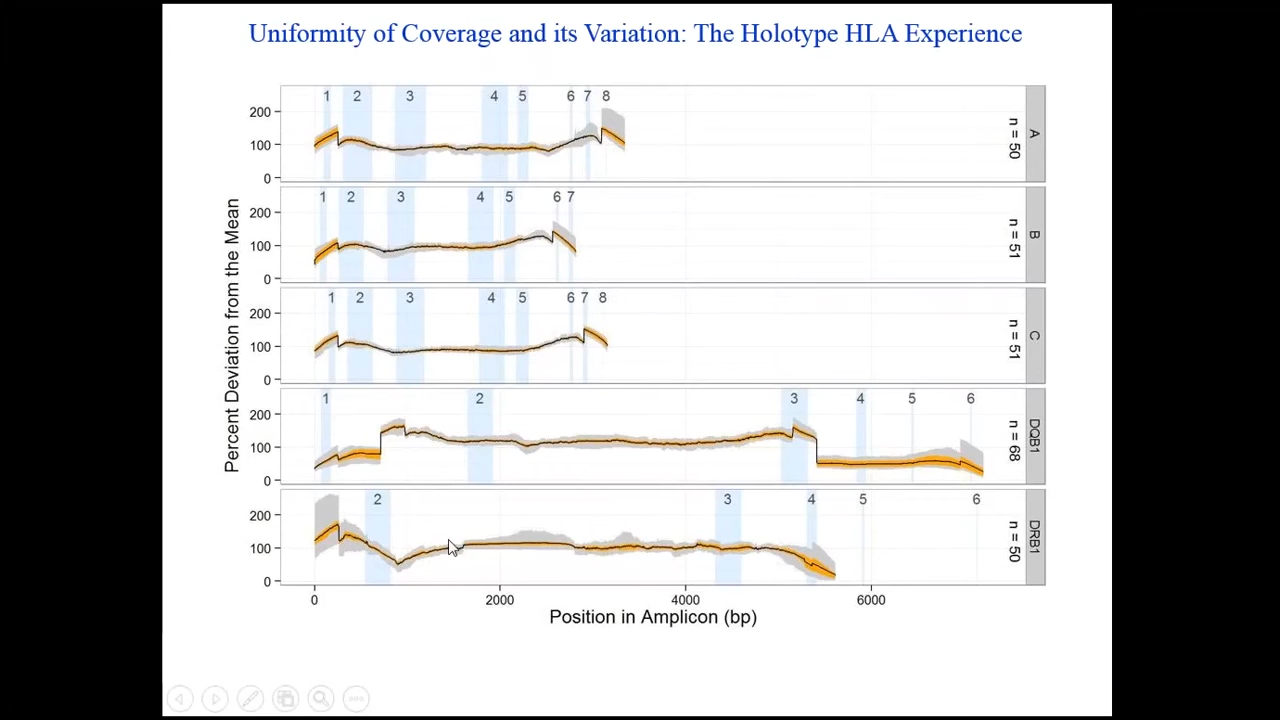 Uniformity of Coverage and its Variation: The Holotype HLA Experience
Percent Deviation from the Mean
1 2 3 4 5 6 7 8
200
100
0
n = 50
A
1 2 3 4 5 6 7
200
100
0
n = 51
B
1 2 3 4 5 6 7 8
200
100
0
n = 51
C
1 2 3 4 5 6
200
100
0
n = 68
DQB1
2 3 4 5 6
200
100
0
n = 50
DRB1
0 2000 4000 6000
Position in Amplicon (bp)